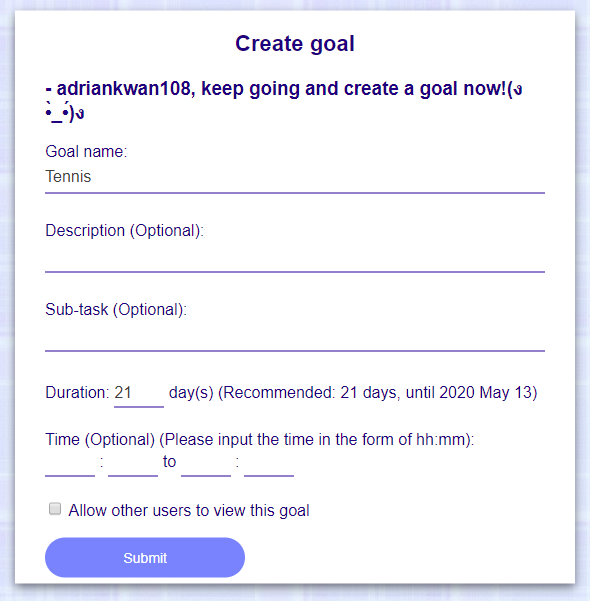 Create goal
- adriankwan108, keep going and create a goal now!(ง
•̀_•́)ง
Goal name:
Tennis
Description (Optional):
Sub-task (Optional):
Duration: 21 day(s) (Recommended: 21 days, until 2020 May 13)
Time (Optional) (Please input the time in the form of hh:mm):
: to :
Allow other users to view this goal
Submit